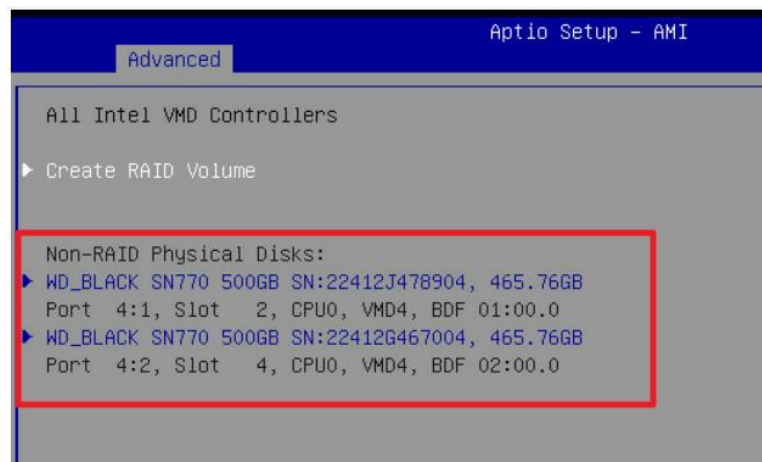 Aptio Setup – AMI
Advanced
All Intel VMD Controllers
Create RAID Volume
Non-RAID Physical Disks:
WD_BLACK SN770 500GB SN:22412J478904, 465.76GB
Port 4:1, Slot 2, CPU0, VMD4, BDF 01:00.0
WD_BLACK SN770 500GB SN:22412G467004, 465.76GB
Port 4:2, Slot 4, CPU0, VMD4, BDF 02:00.0